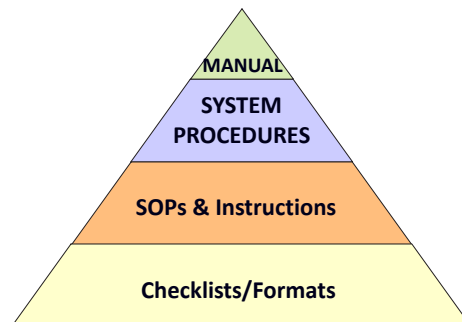 MANUAL
SYSTEM
PROCEDURES
SOPs & Instructions
Checklists/Formats